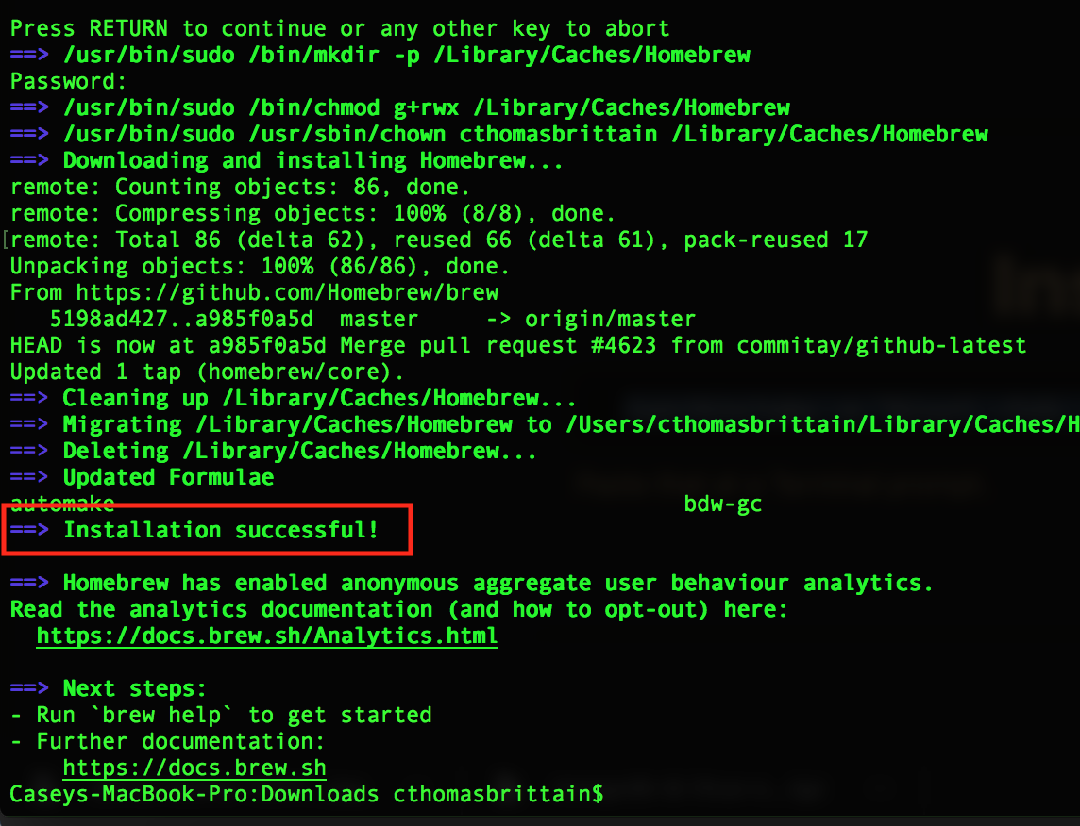 Press RETURN to continue or any other key to abort
==> /usr/bin/sudo /bin/mkdir -p /Library/Caches/Homebrew
Password:
==> /usr/bin/sudo /bin/chmod g+rwx /Library/Caches/Homebrew
==> /usr/bin/sudo /usr/sbin/chown cthomasbrittain /Library/Caches/Homebrew
==> Downloading and installing Homebrew...
remote: Counting objects: 86, done.
remote: Compressing objects: 100% (8/8), done.
[remote: Total 86 (delta 62), reused 66 (delta 61), pack-reused 17
Unpacking objects: 100% (86/86), done.
From https://github.com/Homebrew/brew
   5198ad427..a985f0a5d  master     -> origin/master
HEAD is now at a985f0a5d Merge pull request #4623 from commitay/github-latest
Updated 1 tap (homebrew/core).
==> Cleaning up /Library/Caches/Homebrew...
==> Migrating /Library/Caches/Homebrew to /Users/cthomasbrittain/Library/Caches/H
==> Deleting /Library/Caches/Homebrew...
==> Updated Formulae
automake                                           bdw-gc
==> Installation successful!
==> Homebrew has enabled anonymous aggregate user behaviour analytics.
Read the analytics documentation (and how to opt-out) here:
  https://docs.brew.sh/Analytics.html
==> Next steps:
- Run `brew help` to get started
- Further documentation:
    https://docs.brew.sh
Caseys-MacBook-Pro:Downloads cthomasbrittain$